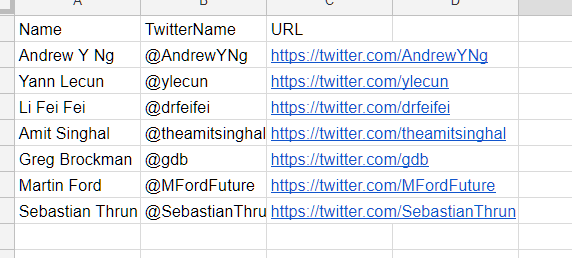 A B C D
Name TwitterName URL
Andrew Y Ng @AndrewYNg https://twitter.com/AndrewYNg
Yann Lecun @ylecun https://twitter.com/ylecun
Li Fei Fei @drfeifei https://twitter.com/drfeifei
Amit Singhal @theamitsinghal https://twitter.com/theamitsinghal
Greg Brockman @gdb https://twitter.com/gdb
Martin Ford @MFordFuture https://twitter.com/MFordFuture
Sebastian Thrun @SebastianThru https://twitter.com/SebastianThrun